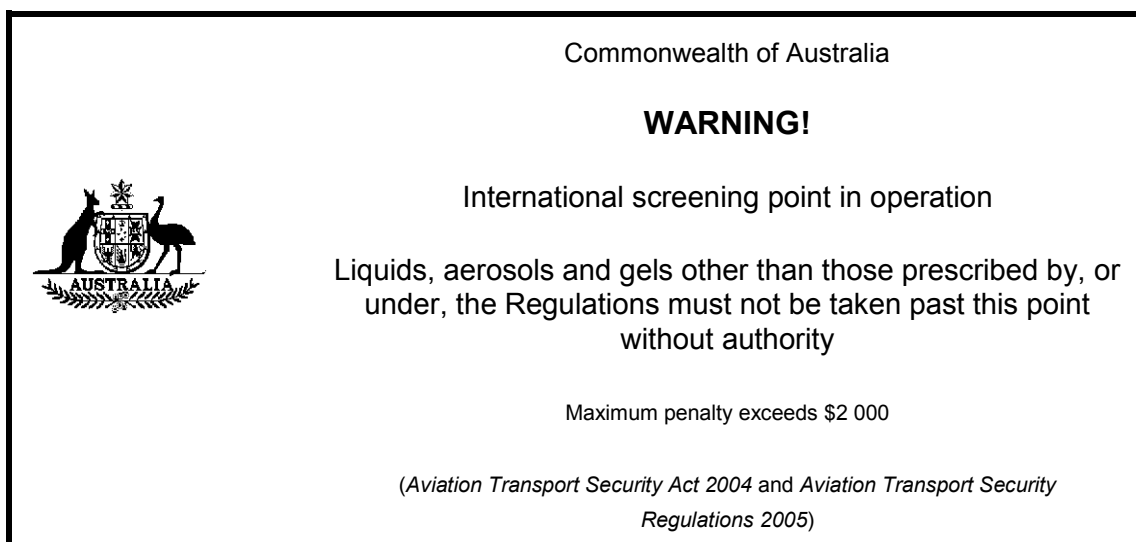 Commonwealth of Australia
WARNING!
International screening point in operation
AUSTRALIA
Liquids, aerosols and gels other than those prescribed by, or
under, the Regulations must not be taken past this point
without authority
Maximum penalty exceeds $2 000
(Aviation Transport Security Act 2004 and Aviation Transport Security
Regulations 2005)